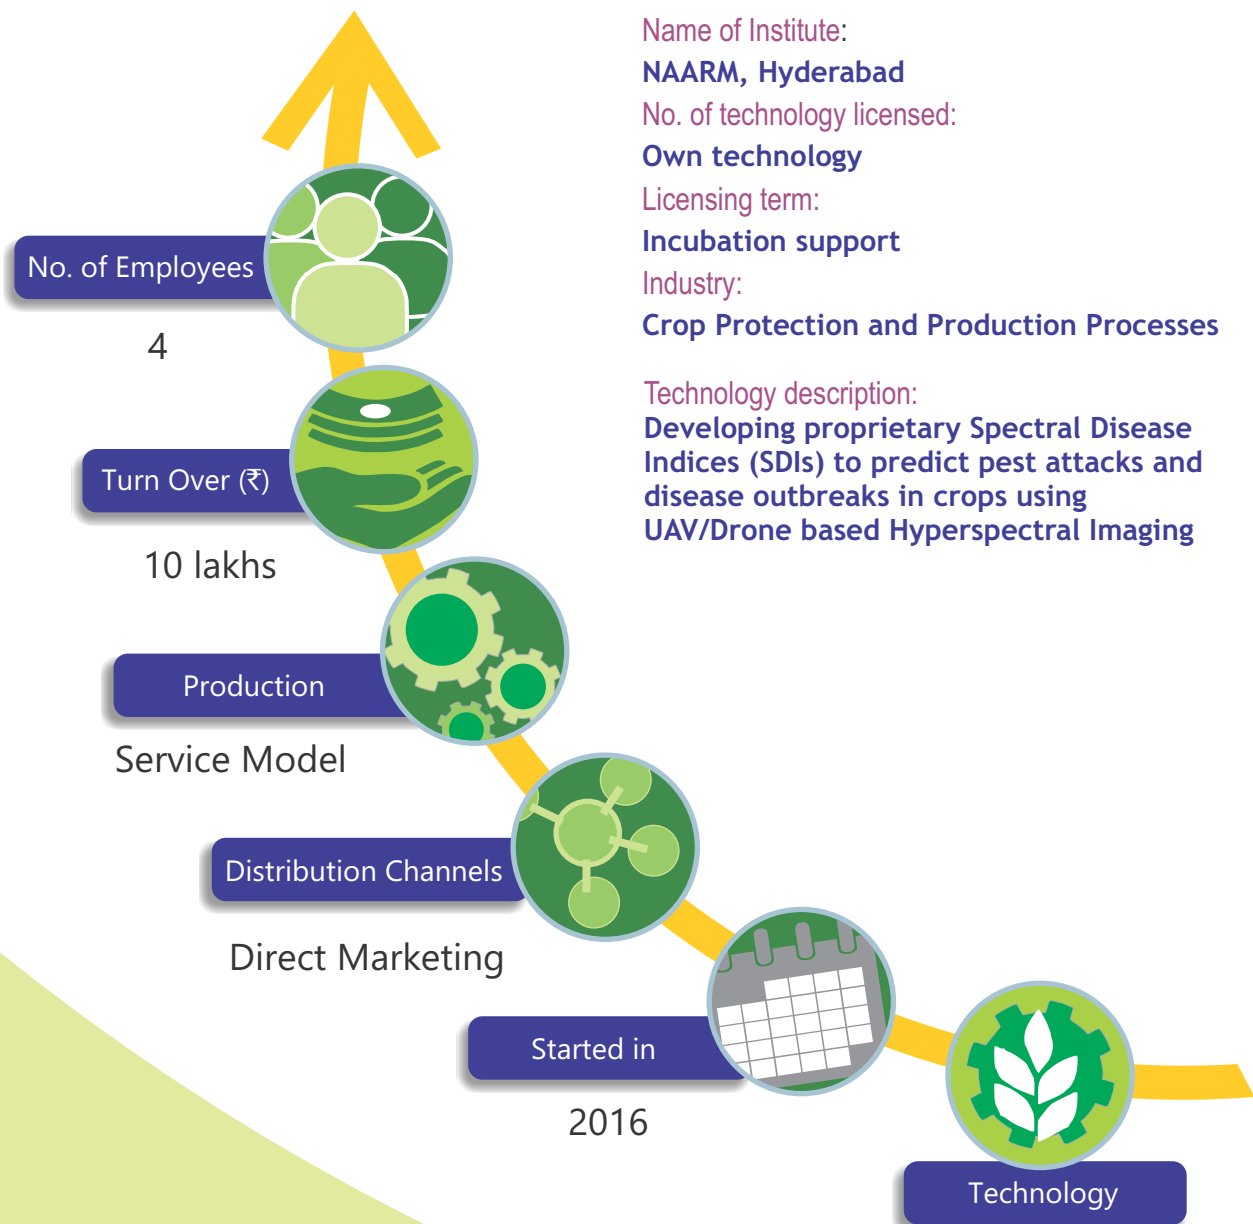 Name of Institute:
NAARM, Hyderabad
No. of technology licensed:
Own technology
Licensing term:
Incubation support
Industry:
Crop Protection and Production Processes
Technology description:
Developing proprietary Spectral Disease
Indices (SDIs) to predict pest attacks and
disease outbreaks in crops using
UAV/Drone based Hyperspectral Imaging
No. of Employees
4
Turn Over (₹)
10 lakhs
Production
Service Model
Distribution Channels
Direct Marketing
Started in
2016
Technology